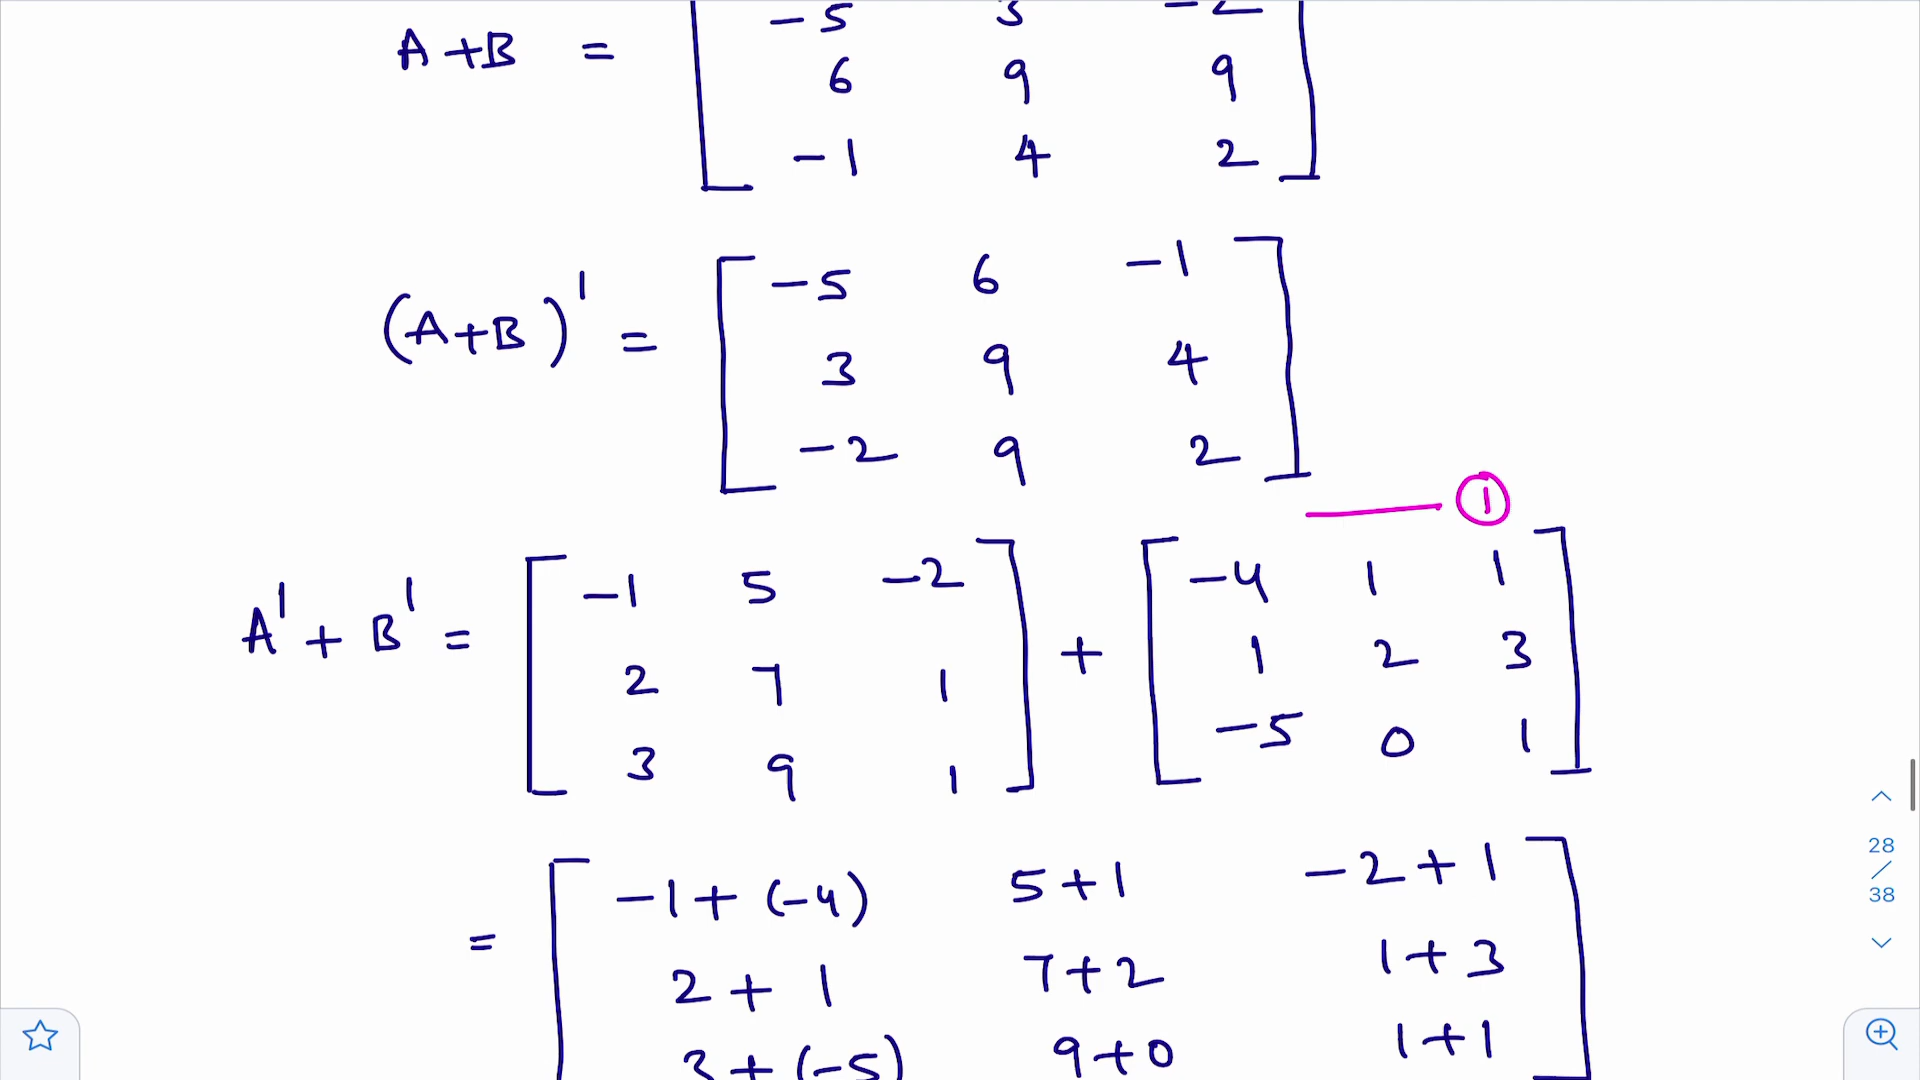 -5 3 -2
A+B = 6 9 9
-1 4 2
-5 6 -1
(A+B)' = 3 9 4
-2 9 2
①
A' + B' = -1 5 -2 + -4 1 1
2 7 1 1 2 3
3 9 1 -5 0 1
= -1+(-4) 5+1 -2+1
2+1 7+2 1+3
3+(-5) 9+0 1+1
28
/
38